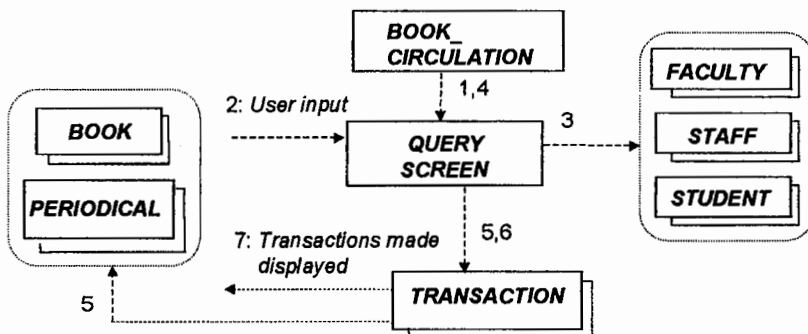 BOOK_
CIRCULATION
1,4
FACULTY
2: User input
3
BOOK
QUERY
SCREEN
STAFF
PERIODICAL
STUDENT
5,6
7: Transactions made
displayed
5
TRANSACTION